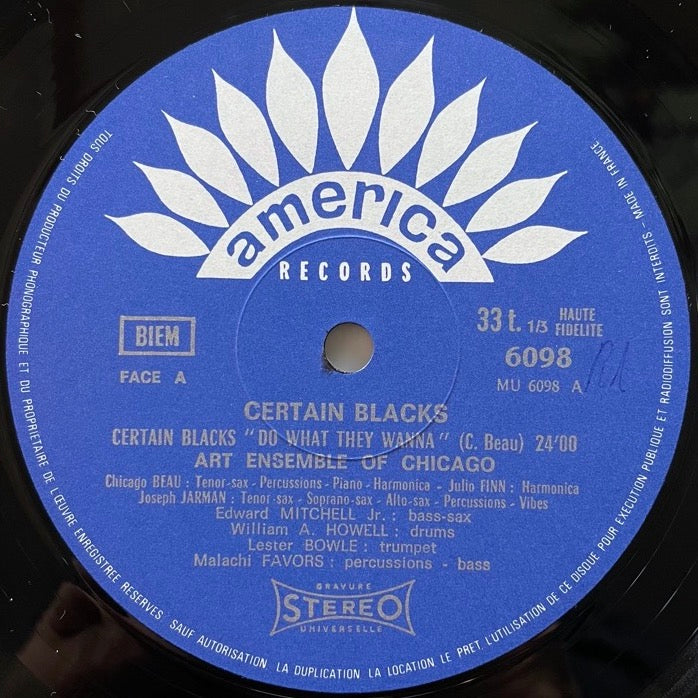 america
RECORDS
BIEM
FACE A
33 t. 1/3 HAUTE FIDELITE
6098
MU 6098 A
CERTAIN BLACKS
CERTAIN BLACKS "DO WHAT THEY WANNA" (C. Beau) 24'00
ART ENSEMBLE OF CHICAGO
Chicago BEAU : Tenor-sax - Percussions - Piano - Harmonica - Julio FINN : Harmonica
Joseph JARMAN : Tenor-sax - Soprano-sax - Alto-sax - Percussions - Vibes
Edward MITCHELL Jr. : bass-sax
William A. HOWELL : drums
Lester BOWLE : trumpet
Malachi FAVORS : percussions - bass
GRAVURE
STEREO
UNIVERSELLE
TOUS DROITS DU PRODUCTEUR PHONOGRAPHIQUE ET DU PROPRIETAIRE DE L'ŒUVRE ENREGISTREE RESERVES. SAUF AUTORISATION LA DUPLICATION LA LOCATION LE PRET L'UTILISATION DE CE DISQUE POUR EXECUTION PUBLIQUE ET RADIODIFFUSION SONT INTERDITS - MADE IN FRANCE